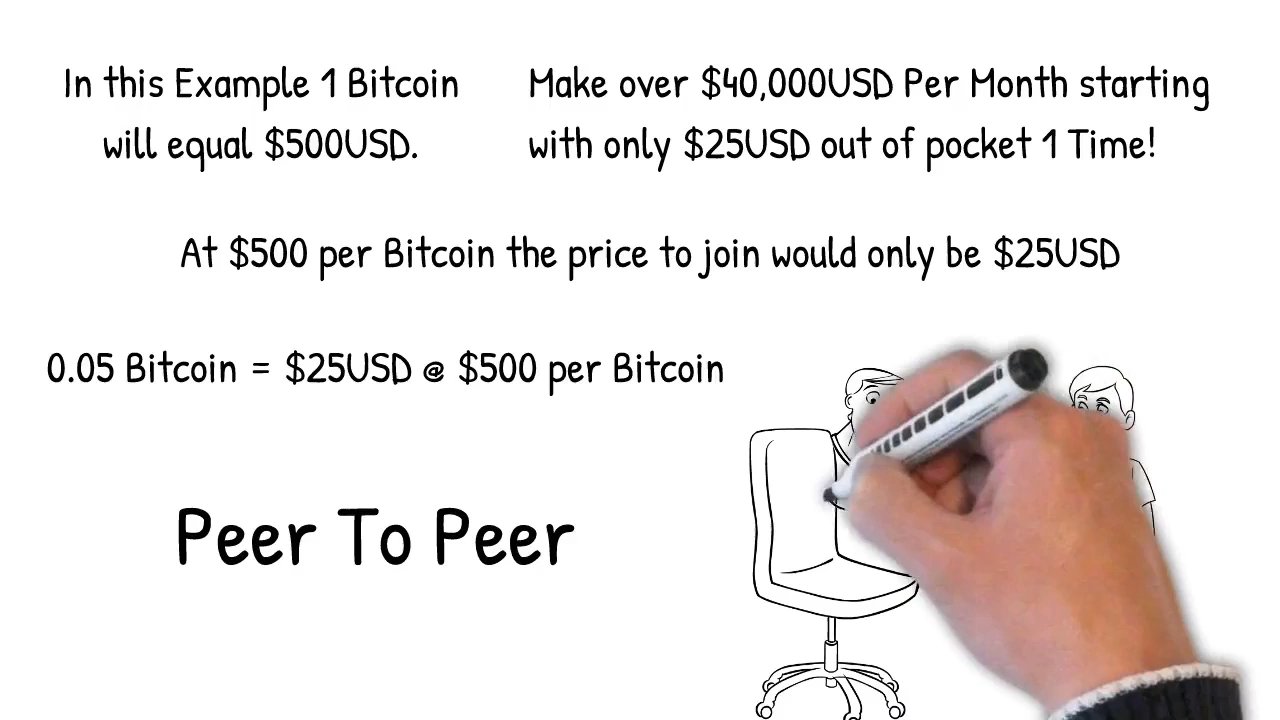 In this Example 1 Bitcoin
will equal $500USD.
Make over $40,000USD Per Month starting
with only $25USD out of pocket 1 Time!
At $500 per Bitcoin the price to join would only be $25USD
0.05 Bitcoin = $25USD @ $500 per Bitcoin
Peer To Peer